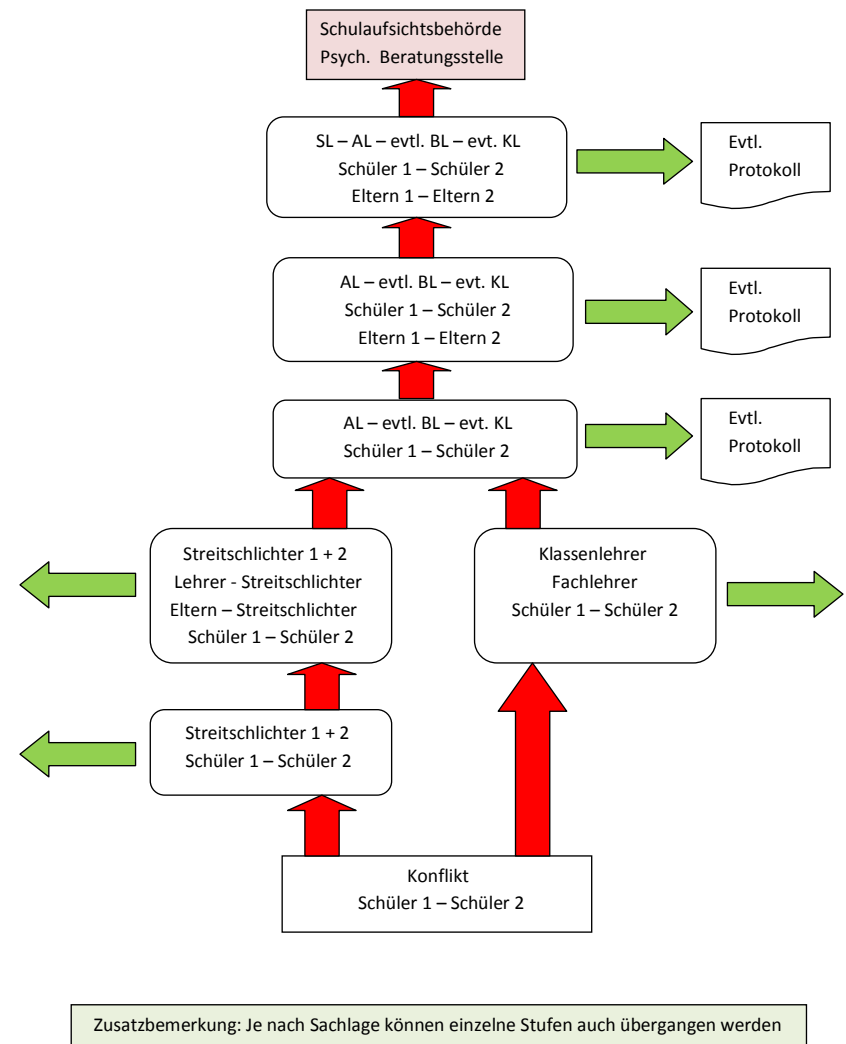 Schulaufsichtsbehörde
Psych. Beratungsstelle
SL – AL – evtl. BL – evt. KL
Schüler 1 – Schüler 2
Eltern 1 – Eltern 2
Evtl.
Protokoll
AL – evtl. BL – evt. KL
Schüler 1 – Schüler 2
Eltern 1 – Eltern 2
Evtl.
Protokoll
AL – evtl. BL – evt. KL
Schüler 1 – Schüler 2
Evtl.
Protokoll
Streitschlichter 1 + 2
Lehrer - Streitschlichter
Eltern – Streitschlichter
Schüler 1 – Schüler 2
Klassenlehrer
Fachlehrer
Schüler 1 – Schüler 2
Streitschlichter 1 + 2
Schüler 1 – Schüler 2
Konflikt
Schüler 1 – Schüler 2
Zusatzbemerkung: Je nach Sachlage können einzelne Stufen auch übergangen werden